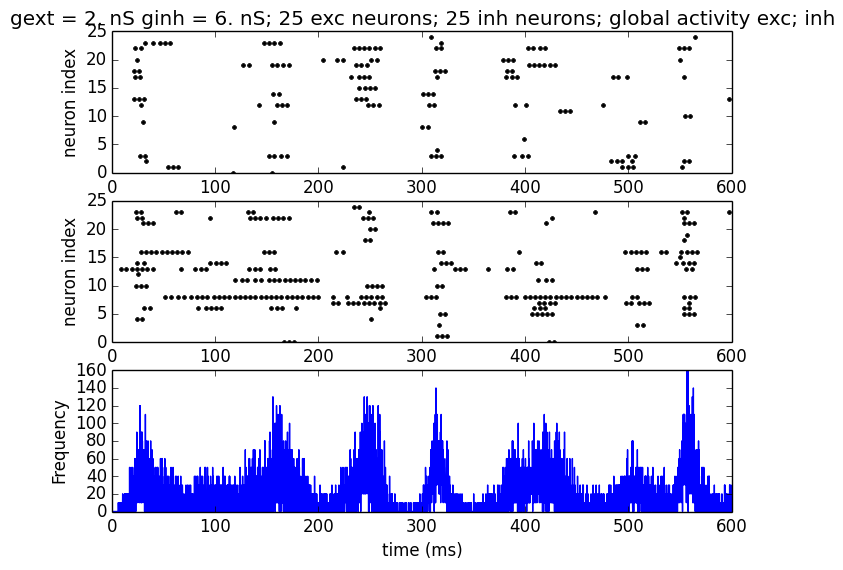 gext = 2. nS ginh = 6. nS; 25 exc neurons; 25 inh neurons; global activity exc; inh
25
20
15
10
5
0
neuron index
0 100 200 300 400 500 600
25
20
15
10
5
0
neuron index
0 100 200 300 400 500 600
160
140
120
100
80
60
40
20
0
Frequency
0 100 200 300 400 500 600
time (ms)